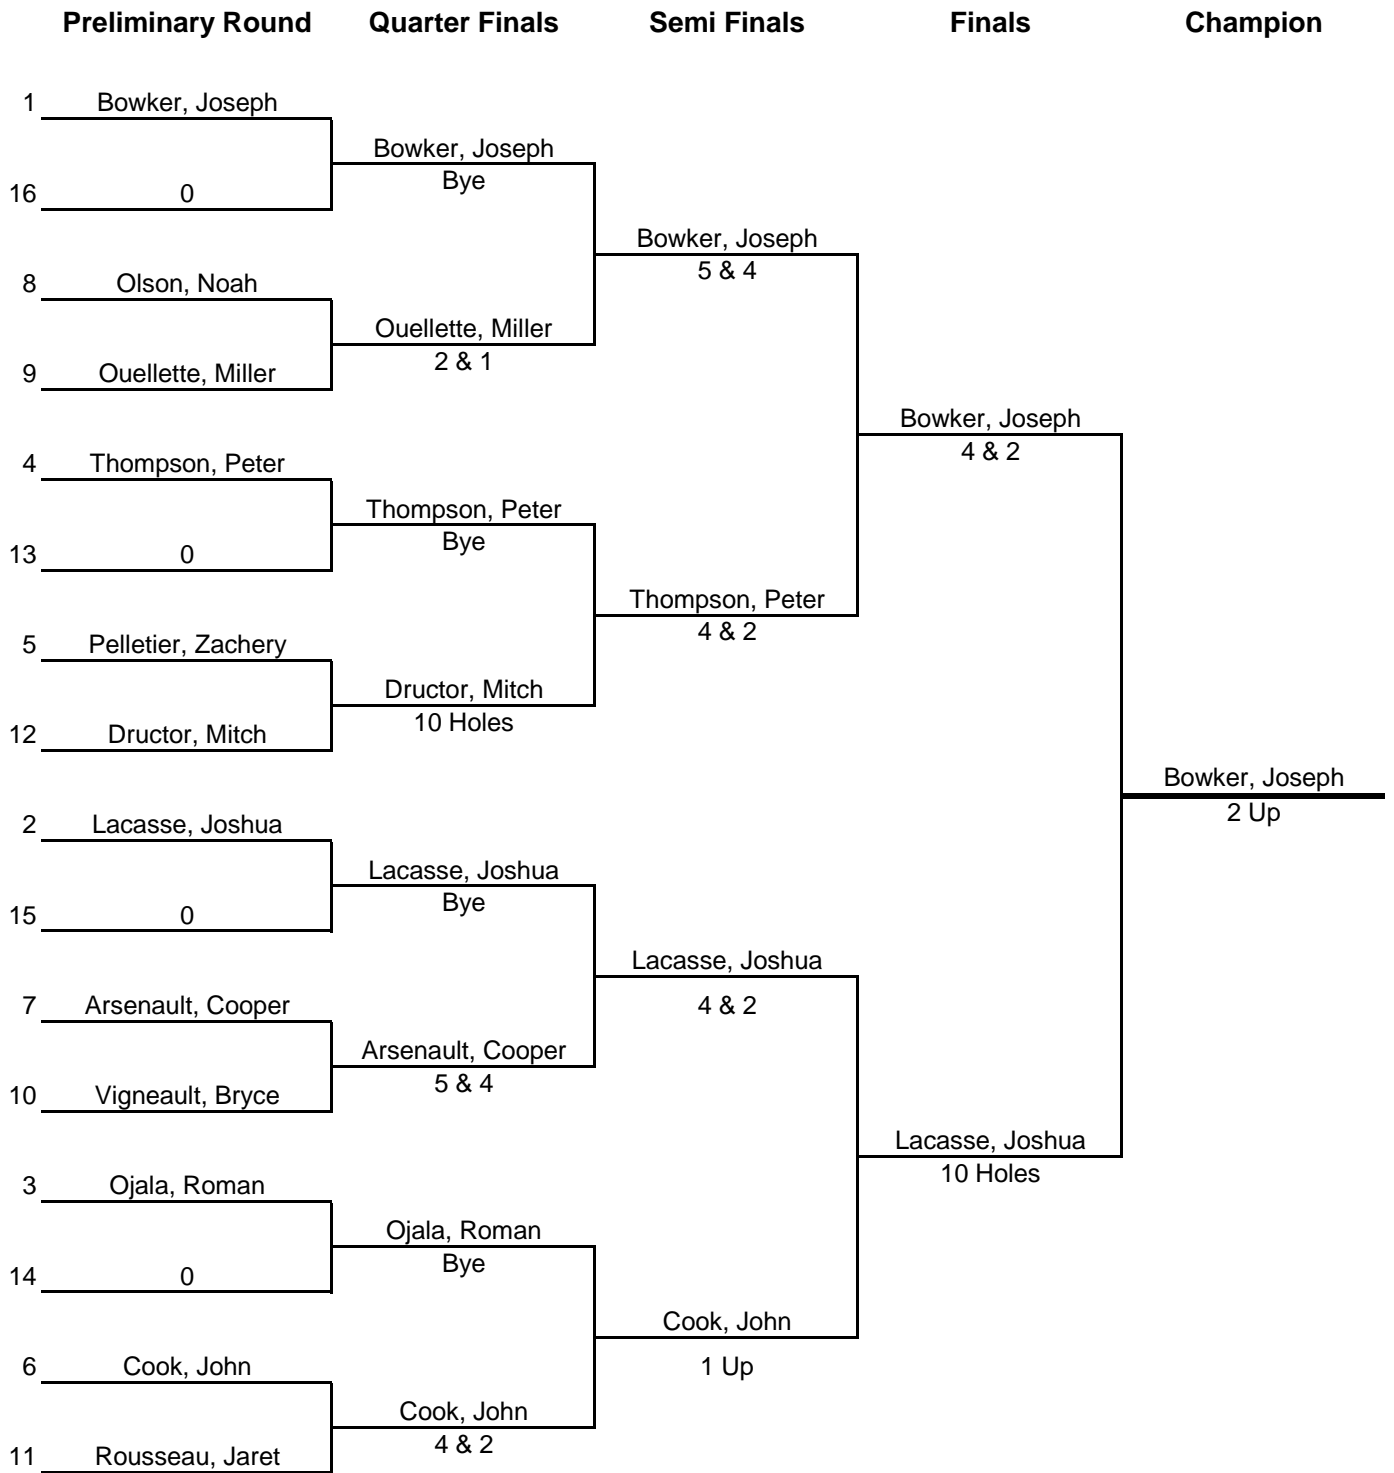 Preliminary Round Quarter Finals Semi Finals Finals Champion
1 Bowker, Joseph
Bowker, Joseph
Bye
16 0
Bowker, Joseph
5 & 4
8 Olson, Noah
Ouellette, Miller
2 & 1
9 Ouellette, Miller
Bowker, Joseph
4 & 2
4 Thompson, Peter
Thompson, Peter
Bye
13 0
Thompson, Peter
4 & 2
5 Pelletier, Zachery
Dructor, Mitch
10 Holes
12 Dructor, Mitch
Bowker, Joseph
2 Up
2 Lacasse, Joshua
Lacasse, Joshua
Bye
15 0
Lacasse, Joshua
4 & 2
7 Arsenault, Cooper
Arsenault, Cooper
5 & 4
10 Vigneault, Bryce
Lacasse, Joshua
10 Holes
3 Ojala, Roman
Ojala, Roman
Bye
14 0
Cook, John
1 Up
6 Cook, John
Cook, John
4 & 2
11 Rousseau, Jaret